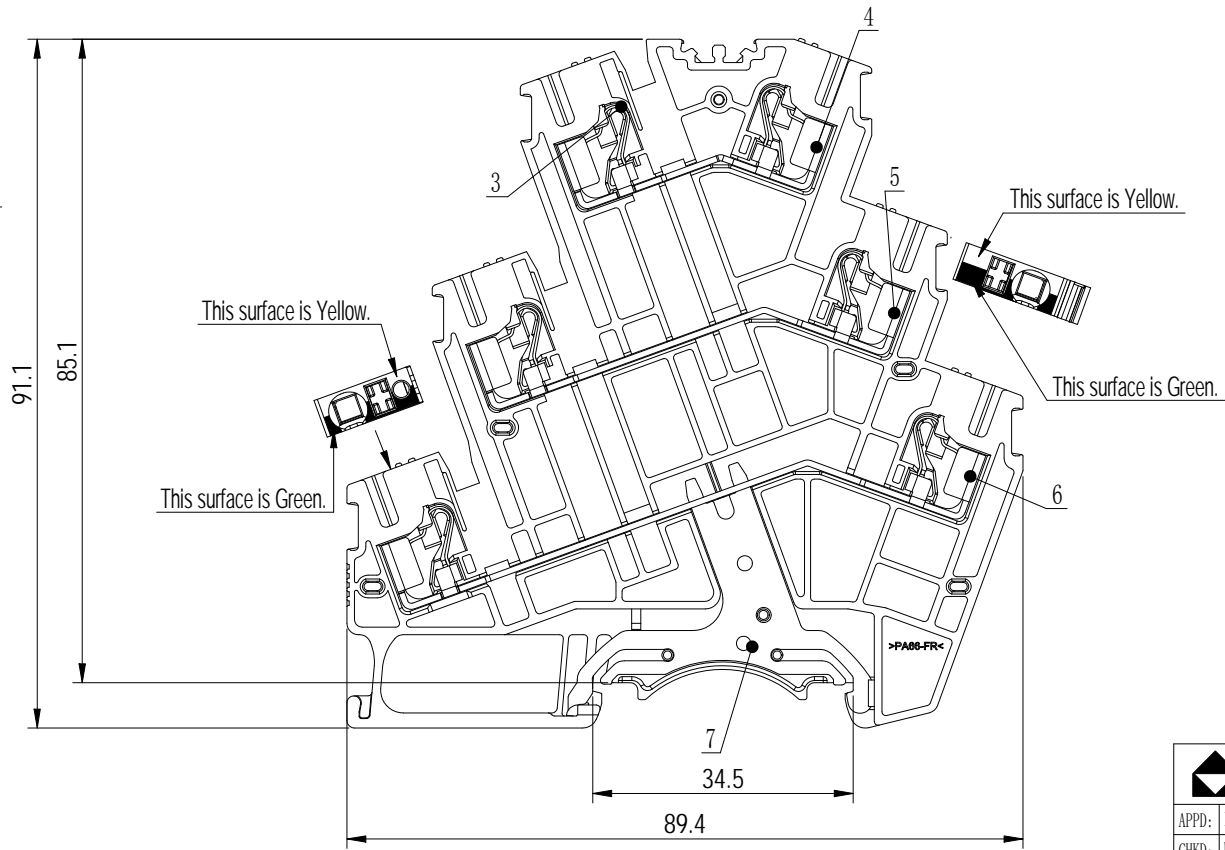 4
3
5
This surface is Yellow.
This surface is Yellow.
91.1
85.1
This surface is Green.
This surface is Green.
6
>PA66-FR<
7
34.5
89.4
APPD:
CHKD: